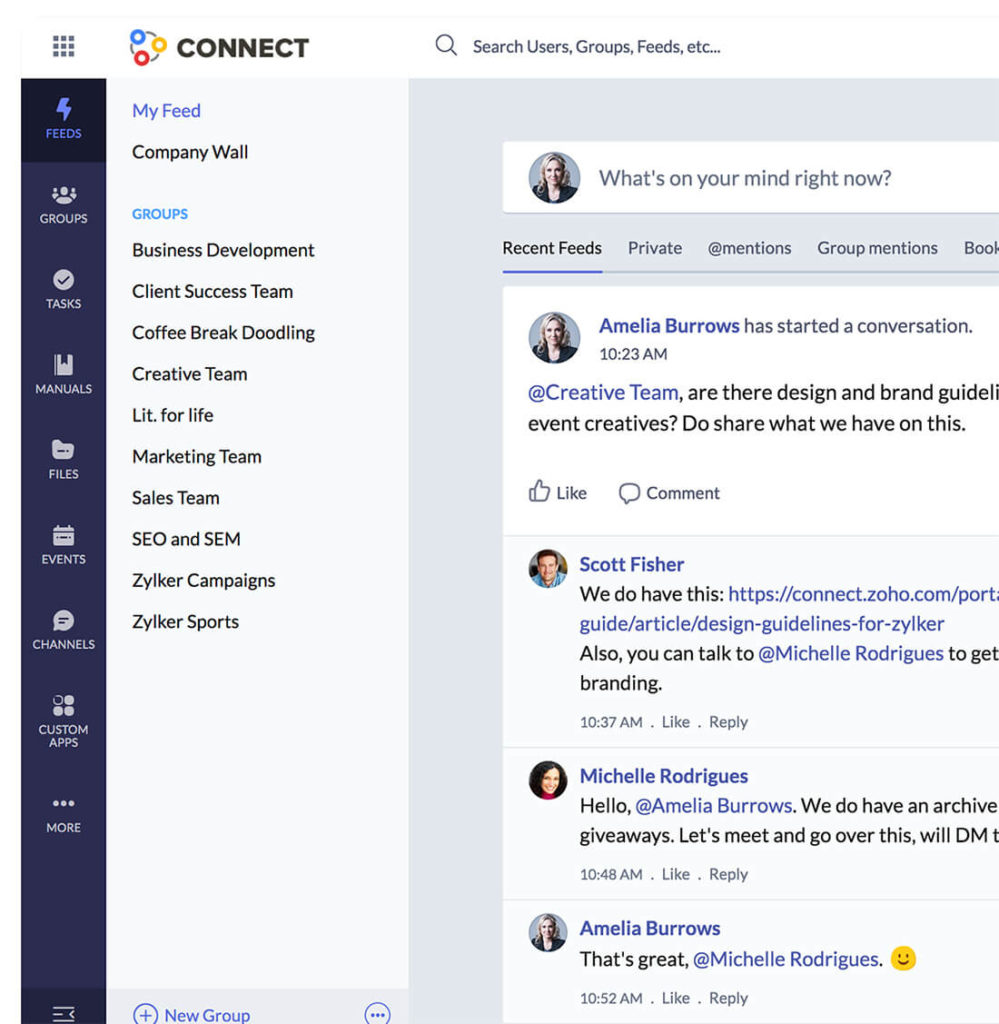 CONNECT
Search Users, Groups, Feeds, etc...
FEEDS
GROUPS
TASKS
MANUALS
FILES
EVENTS
CHANNELS
CUSTOM
APPS
MORE
My Feed
Company Wall
GROUPS
Business Development
Client Success Team
Coffee Break Doodling
Creative Team
Lit. for life
Marketing Team
Sales Team
SEO and SEM
Zylker Campaigns
Zylker Sports
New Group
What's on your mind right now?
Recent Feeds Private @mentions Group mentions Book
Amelia Burrows has started a conversation.
10:23 AM
@Creative Team, are there design and brand guideli
event creatives? Do share what we have on this.
Like Comment
Scott Fisher
We do have this: https://connect.zoho.com/porta
guide/article/design-guidelines-for-zylker
Also, you can talk to @Michelle Rodrigues to get
branding.
10:37 AM . Like . Reply
Michelle Rodrigues
Hello, @Amelia Burrows. We do have an archive
giveaways. Let's meet and go over this, will DM t
10:48 AM . Like . Reply
Amelia Burrows
That's great, @Michelle Rodrigues. 🙂
10:52 AM . Like . Reply